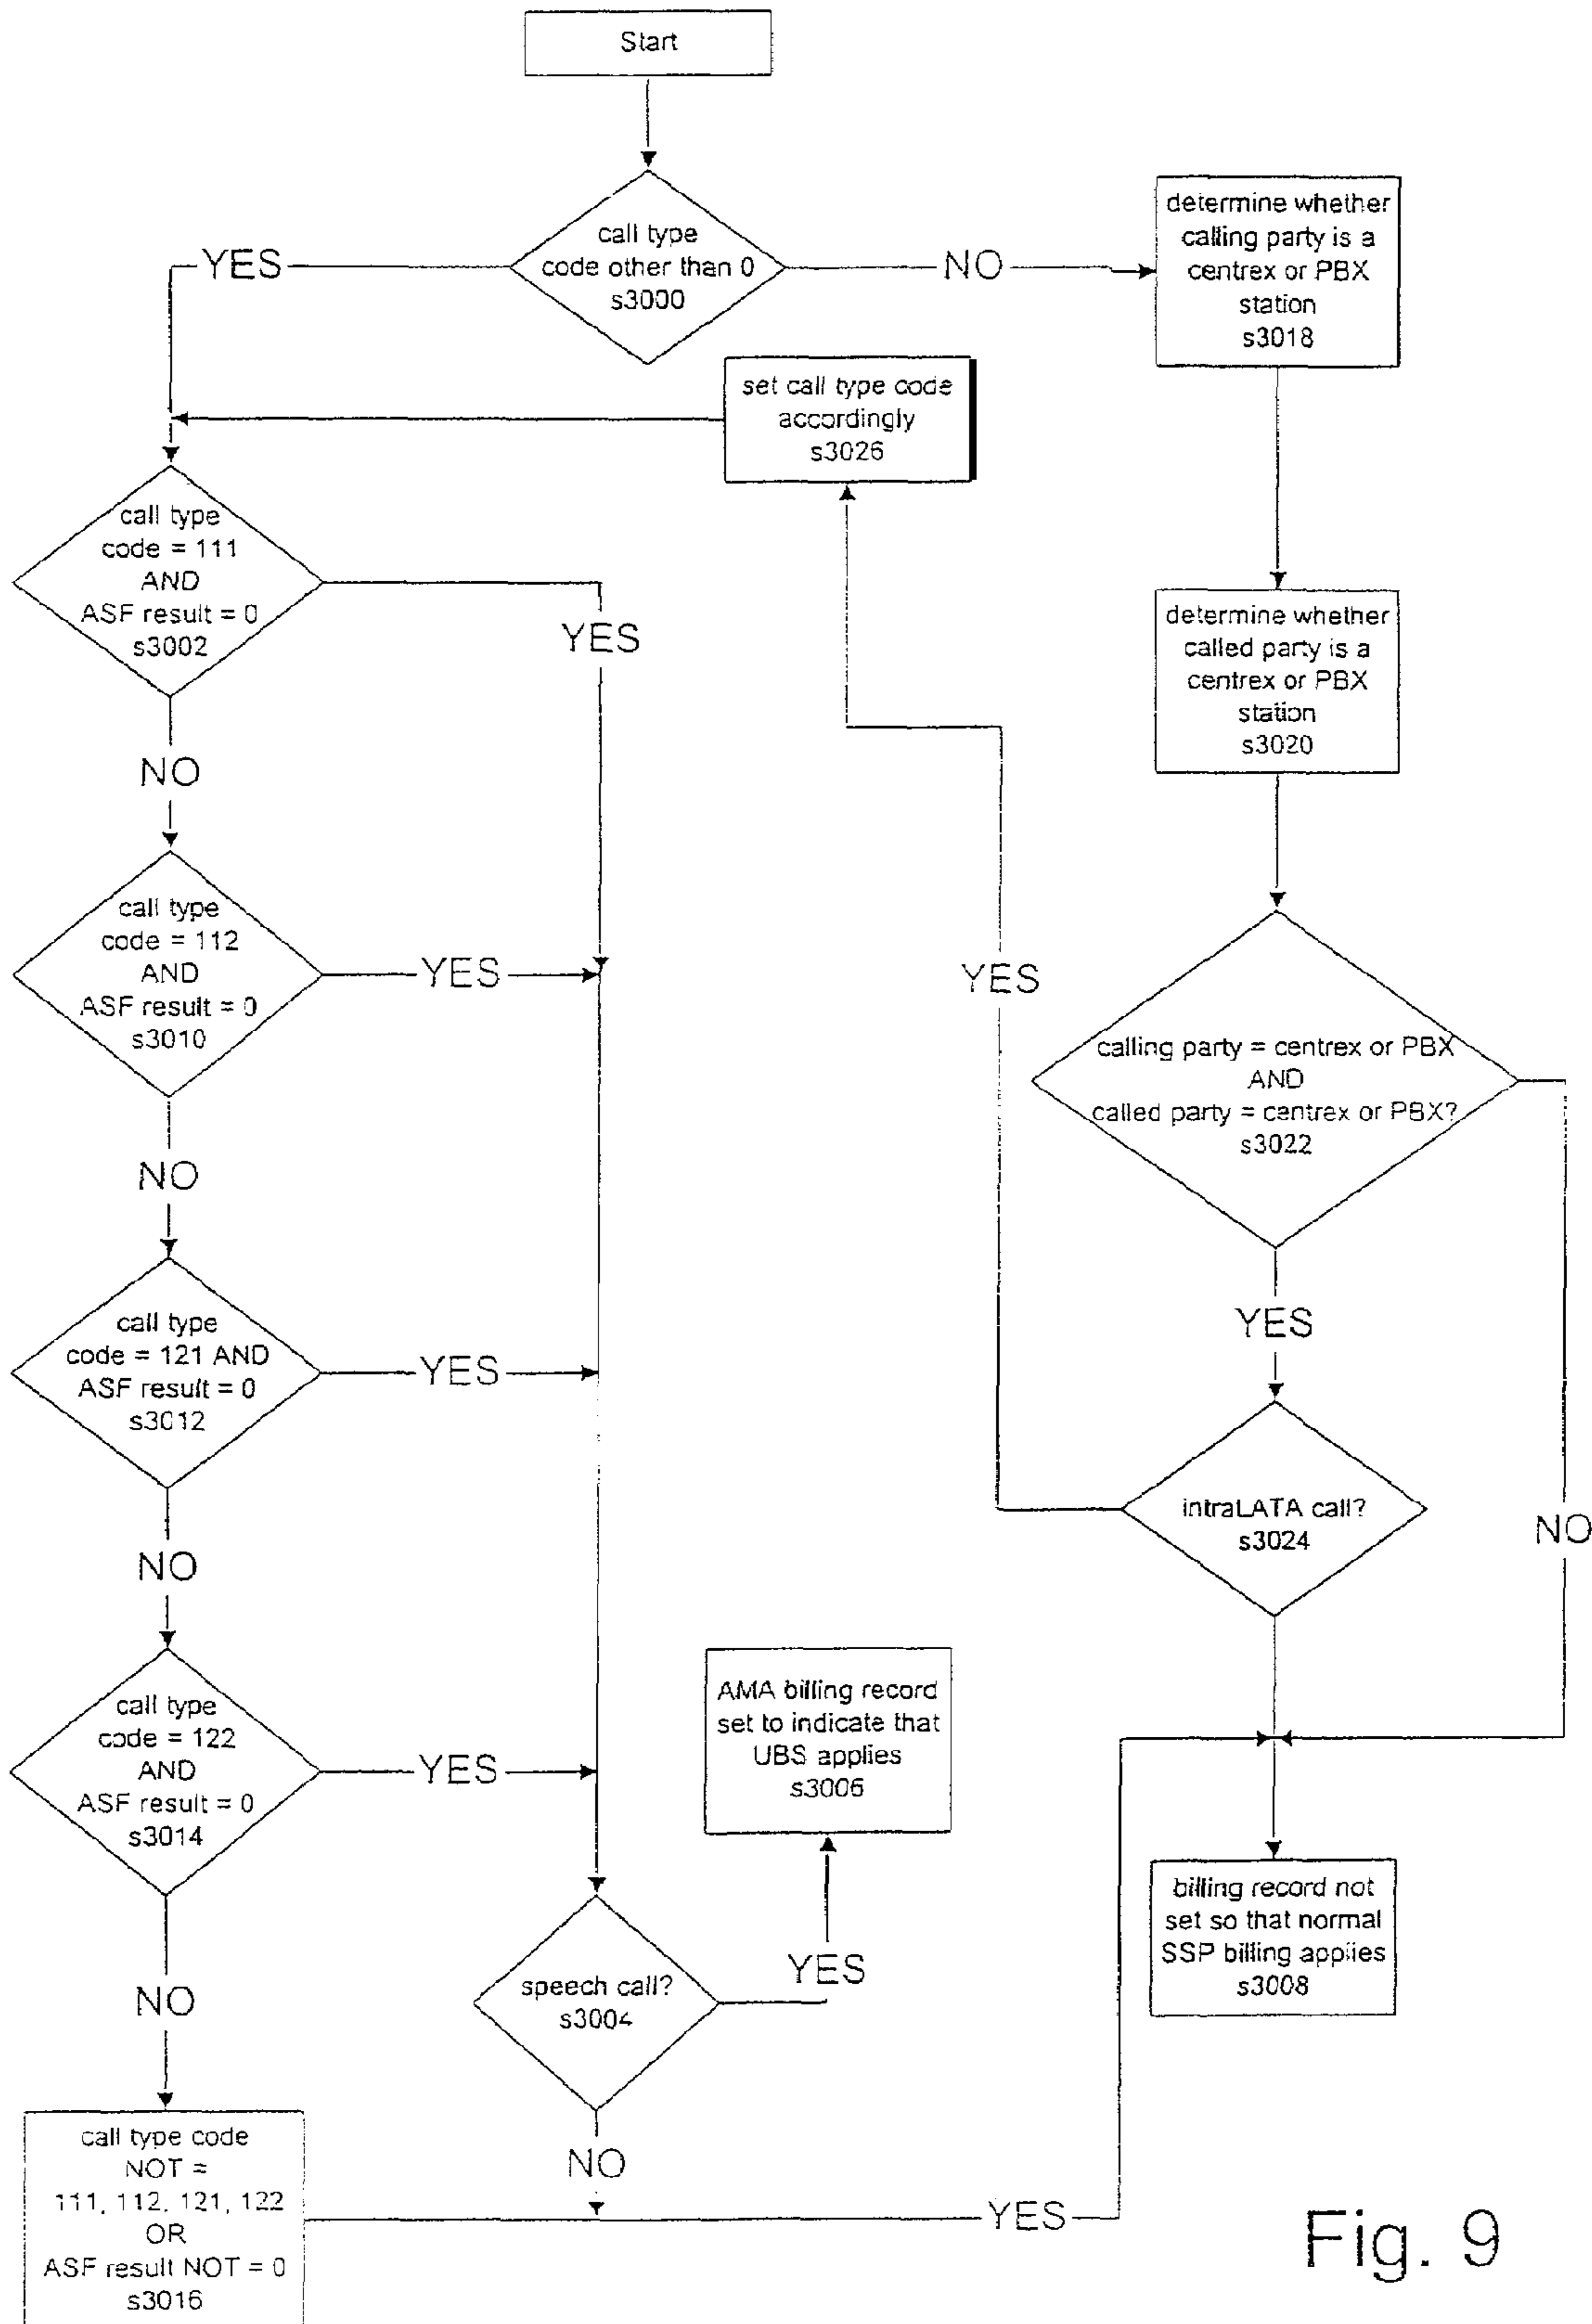 Start
call type
code other than 0
s3000
YES
NO
determine whether
calling party is a
centrex or PBX
station
s3018
set call type code
accordingly
s3026
call type
code = 111
AND
ASF result = 0
s3002
YES
NO
determine whether
called party is a
centrex or PBX
station
s3020
call type
code = 112
AND
ASF result = 0
s3010
YES
NO
YES
calling party = centrex or PBX
AND
called party = centrex or PBX?
s3022
YES
NO
call type
code = 121 AND
ASF result = 0
s3012
YES
NO
intraLATA call?
s3024
call type
code = 122
AND
ASF result = 0
s3014
YES
NO
AMA billing record
set to indicate that
UBS applies
s3006
billing record not
set so that normal
SSP billing applies
s3008
speech call?
s3004
YES
NO
call type code
NOT =
111, 112, 121, 122
OR
ASF result NOT = 0
s3016
YES
Fig. 9